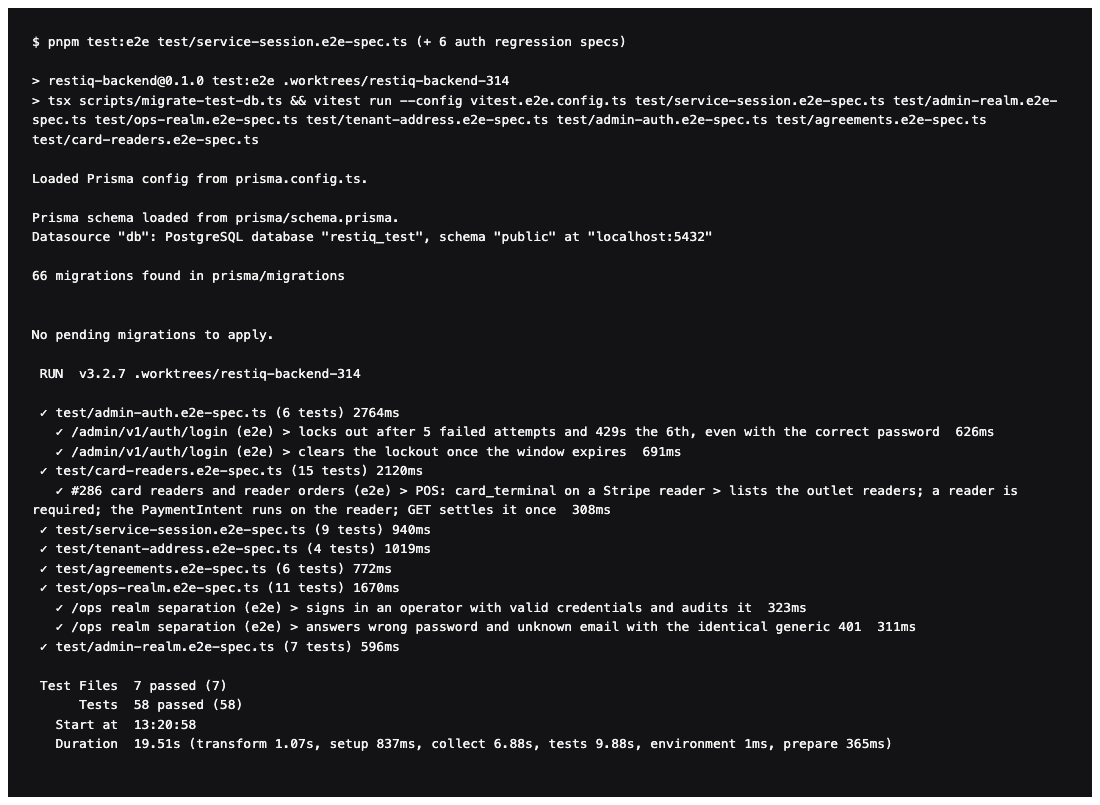 $ pnpm test:e2e test/service-session.e2e-spec.ts (+ 6 auth regression specs)
> restiq-backend@0.1.0 test:e2e .worktrees/restiq-backend-314
> tsx scripts/migrate-test-db.ts && vitest run --config vitest.e2e.config.ts test/service-session.e2e-spec.ts test/admin-realm.e2e-
spec.ts test/ops-realm.e2e-spec.ts test/tenant-address.e2e-spec.ts test/admin-auth.e2e-spec.ts test/agreements.e2e-spec.ts
test/card-readers.e2e-spec.ts
Loaded Prisma config from prisma.config.ts.
Prisma schema loaded from prisma/schema.prisma.
Datasource "db": PostgreSQL database "restiq_test", schema "public" at "localhost:5432"
66 migrations found in prisma/migrations
No pending migrations to apply.
RUN  v3.2.7 .worktrees/restiq-backend-314
✓ test/admin-auth.e2e-spec.ts (6 tests) 2764ms
✓ /admin/v1/auth/login (e2e) > locks out after 5 failed attempts and 429s the 6th, even with the correct password  626ms
✓ /admin/v1/auth/login (e2e) > clears the lockout once the window expires  691ms
✓ test/card-readers.e2e-spec.ts (15 tests) 2120ms
✓ #286 card readers and reader orders (e2e) > POS: card_terminal on a Stripe reader > lists the outlet readers; a reader is
required; the PaymentIntent runs on the reader; GET settles it once  308ms
✓ test/service-session.e2e-spec.ts (9 tests) 940ms
✓ test/tenant-address.e2e-spec.ts (4 tests) 1019ms
✓ test/agreements.e2e-spec.ts (6 tests) 772ms
✓ test/ops-realm.e2e-spec.ts (11 tests) 1670ms
✓ /ops realm separation (e2e) > signs in an operator with valid credentials and audits it  323ms
✓ /ops realm separation (e2e) > answers wrong password and unknown email with the identical generic 401  311ms
✓ test/admin-realm.e2e-spec.ts (7 tests) 596ms
Test Files  7 passed (7)
Tests  58 passed (58)
Start at  13:20:58
Duration  19.51s (transform 1.07s, setup 837ms, collect 6.88s, tests 9.88s, environment 1ms, prepare 365ms)